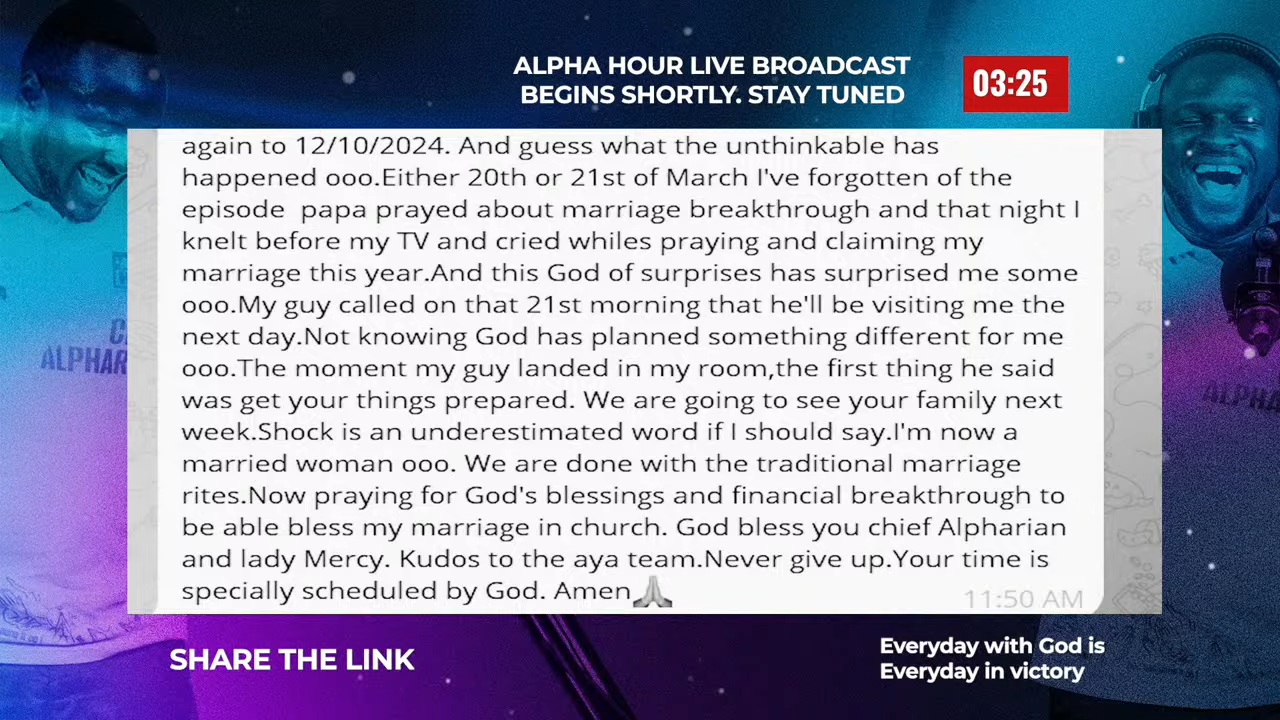 ALPHA HOUR LIVE BROADCAST
BEGINS SHORTLY. STAY TUNED
03:25
again to 12/10/2024. And guess what the unthinkable has
happened ooo.Either 20th or 21st of March I've forgotten of the
episode  papa prayed about marriage breakthrough and that night I
knelt before my TV and cried whiles praying and claiming my
marriage this year.And this God of surprises has surprised me some
ooo.My guy called on that 21st morning that he'll be visiting me the
next day.Not knowing God has planned something different for me
ooo.The moment my guy landed in my room,the first thing he said
was get your things prepared. We are going to see your family next
week.Shock is an underestimated word if I should say.I'm now a
married woman ooo. We are done with the traditional marriage
rites.Now praying for God's blessings and financial breakthrough to
be able bless my marriage in church. God bless you chief Alpharian
and lady Mercy. Kudos to the aya team.Never give up.Your time is
specially scheduled by God. Amen🙏
11:50 AM
SHARE THE LINK
Everyday with God is
Everyday in victory